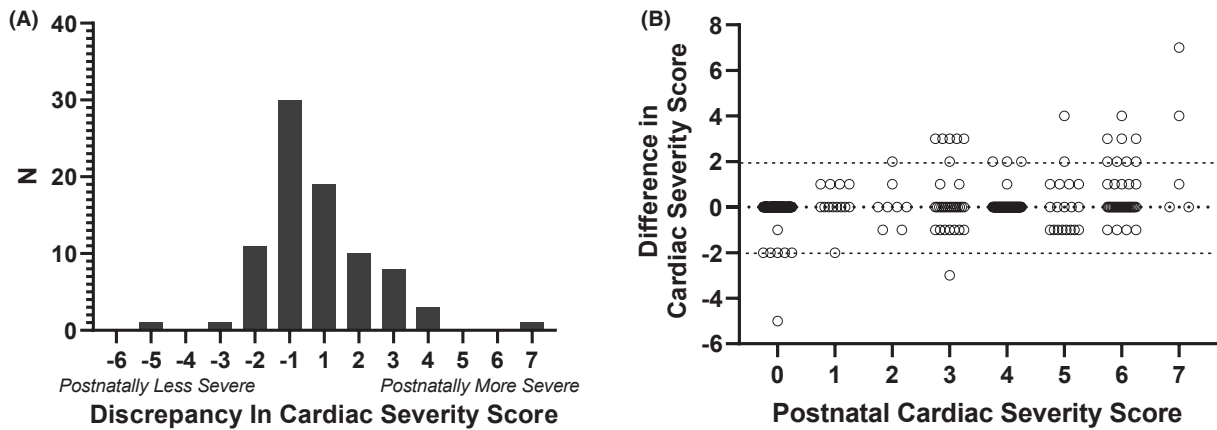 (A)
40
30
20
10
0
N
-6 -5 -4 -3 -2 -1 1 2 3 4 5 6 7
Postnatally Less Severe Postnatally More Severe
Discrepancy In Cardiac Severity Score
(B)
8
6
4
2
0
-2
-4
-6
Difference in
Cardiac Severity Score
0 1 2 3 4 5 6 7
Postnatal Cardiac Severity Score